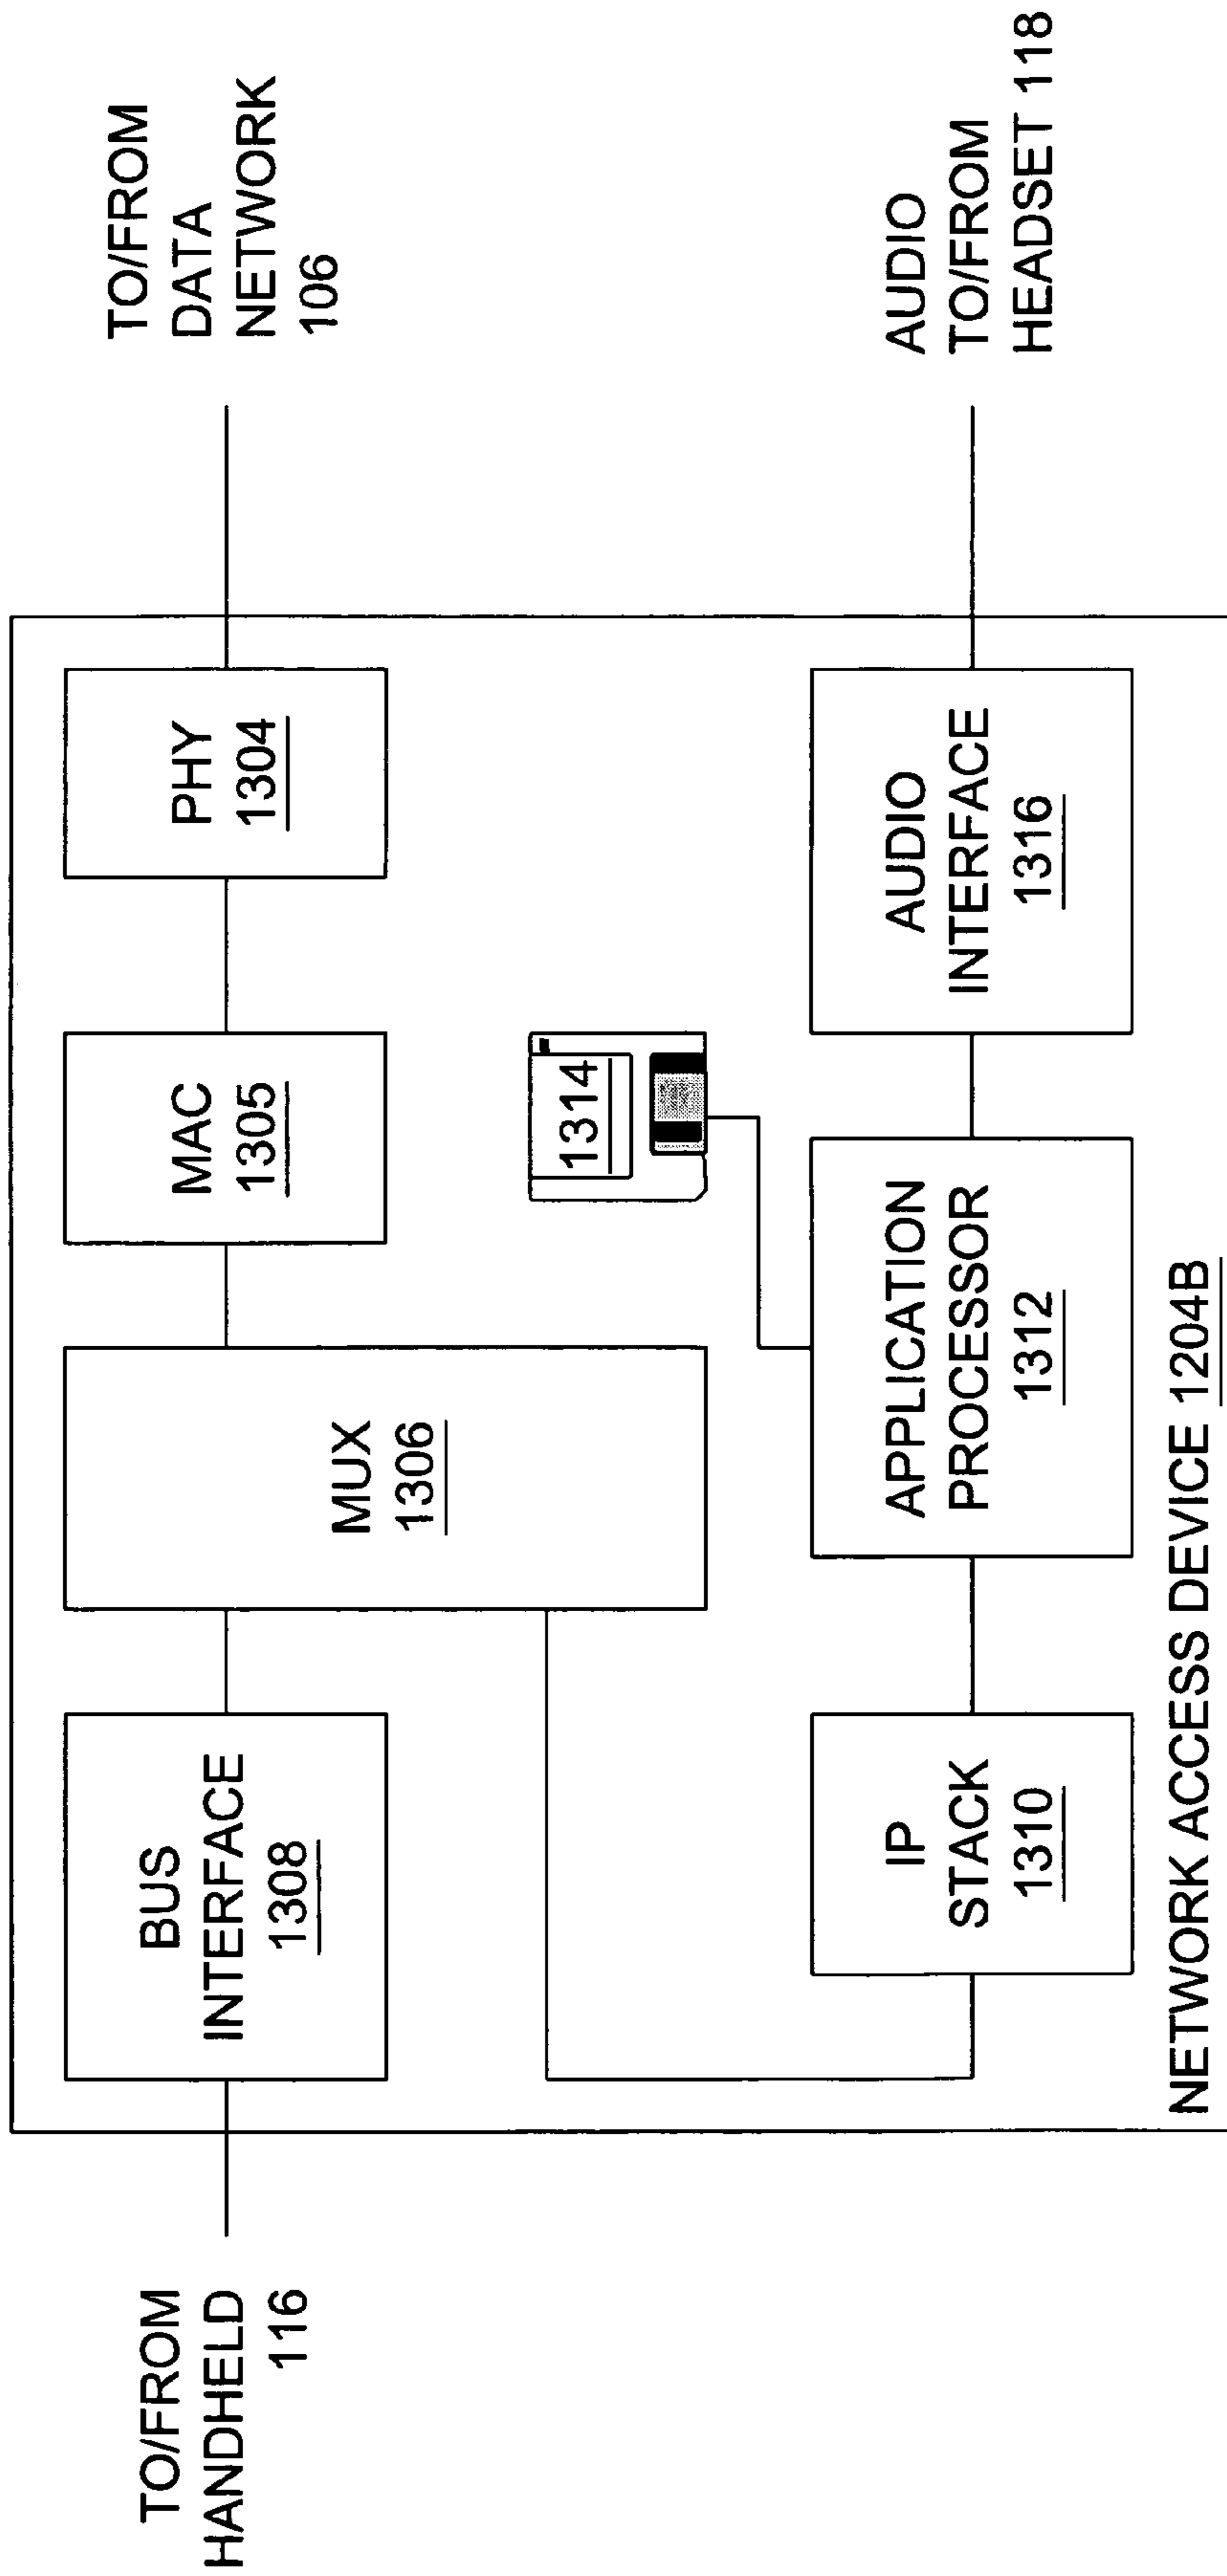 TO/FROM
HANDHELD
116
BUS
INTERFACE
1308
MUX
1306
MAC
1305
PHY
1304
TO/FROM
DATA
NETWORK
106
1314
IP
STACK
1310
APPLICATION
PROCESSOR
1312
AUDIO
INTERFACE
1316
AUDIO
TO/FROM
HEADSET 118
NETWORK ACCESS DEVICE 1204B